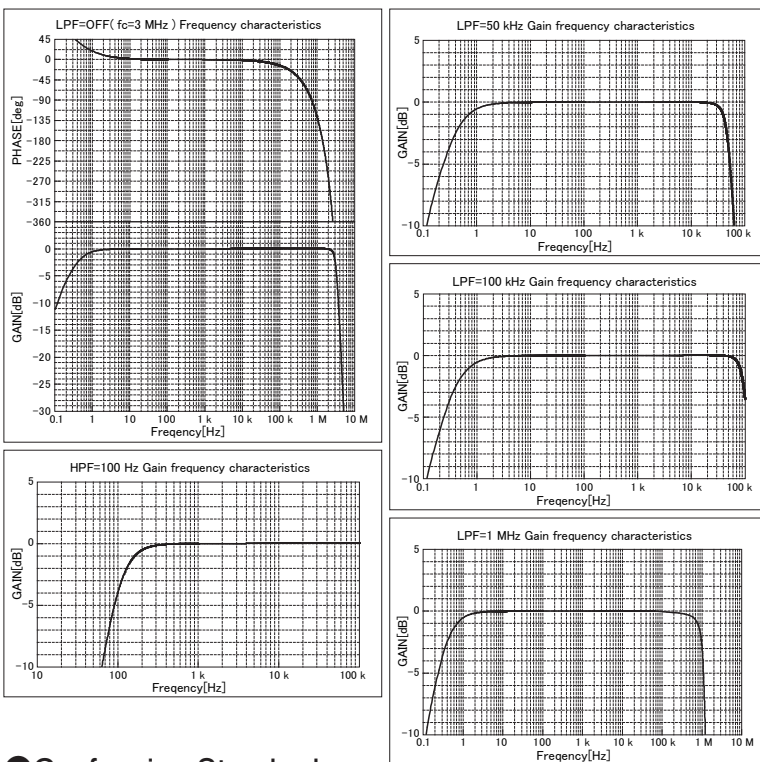 LPF=OFF( fc=3 MHz ) Frequency characteristics
PHASE[deg]
45
0
-45
-90
-135
-180
-225
-270
-315
-360
GAIN[dB]
0
-5
-10
-15
-20
-25
-30
0.1 1 10 100 1 k 10 k 100 k 1 M 10 M
Freqency[Hz]
HPF=100 Hz Gain frequency characteristics
GAIN[dB]
5
0
-5
-10
10 100 1 k 10 k 100 k
Freqency[Hz]
LPF=50 kHz Gain frequency characteristics
GAIN[dB]
5
0
-5
-10
0.1 1 10 100 1 k 10 k 100 k
Freqency[Hz]
LPF=100 kHz Gain frequency characteristics
GAIN[dB]
5
0
-5
-10
0.1 1 10 100 1 k 10 k 100 k
Freqency[Hz]
LPF=1 MHz Gain frequency characteristics
GAIN[dB]
5
0
-5
-10
0.1 1 10 100 1 k 10 k 100 k 1 M 10 M
Freqency[Hz]